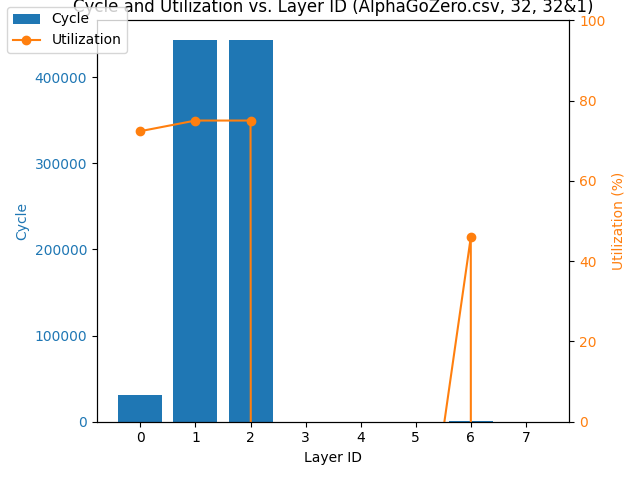 Cycle and Utilization vs. Layer ID (AlphaGoZero.csv, 32, 32&1)
Cycle
Utilization
400000
300000
200000
100000
0
Cycle
100
80
60
40
20
0
Utilization (%)
0 1 2 3 4 5 6 7
Layer ID